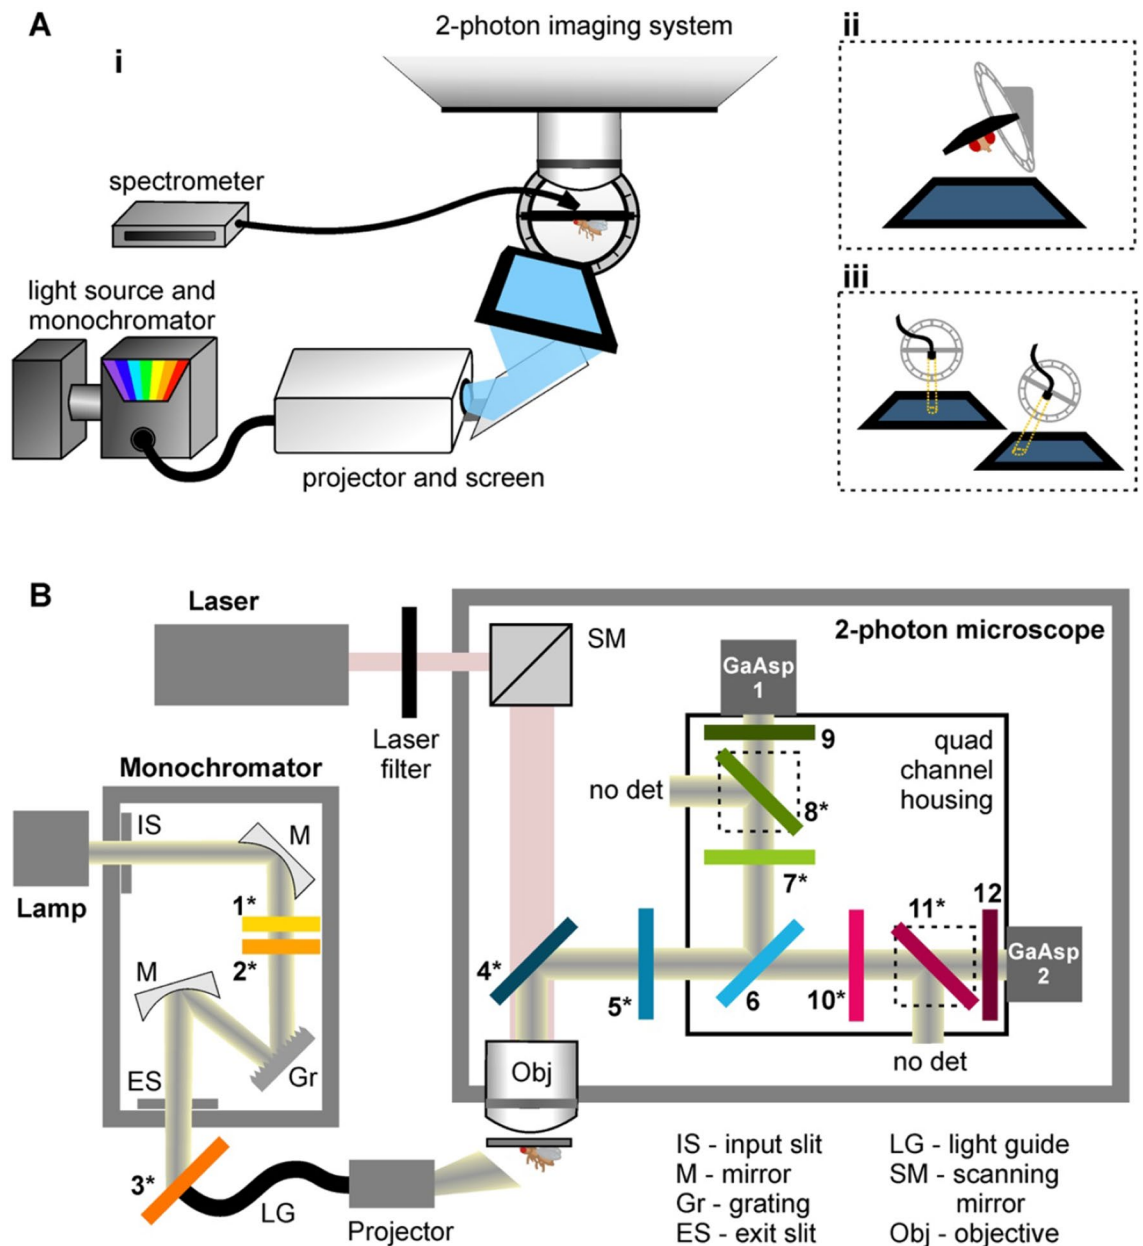 A
i
2-photon imaging system
spectrometer
light source and
monochromator
projector and screen
ii
iii
B
Laser
Laser
filter
SM
2-photon microscope
GaAsp
1
9
quad
channel
housing
no det
8*
7*
Monochromator
IS
M
Lamp
1*
2*
M
Gr
ES
3*
LG
Projector
4*
5*
6
10*
11*
12
GaAsp
2
no det
Obj
IS - input slit
M - mirror
Gr - grating
ES - exit slit
LG - light guide
SM - scanning
mirror
Obj - objective